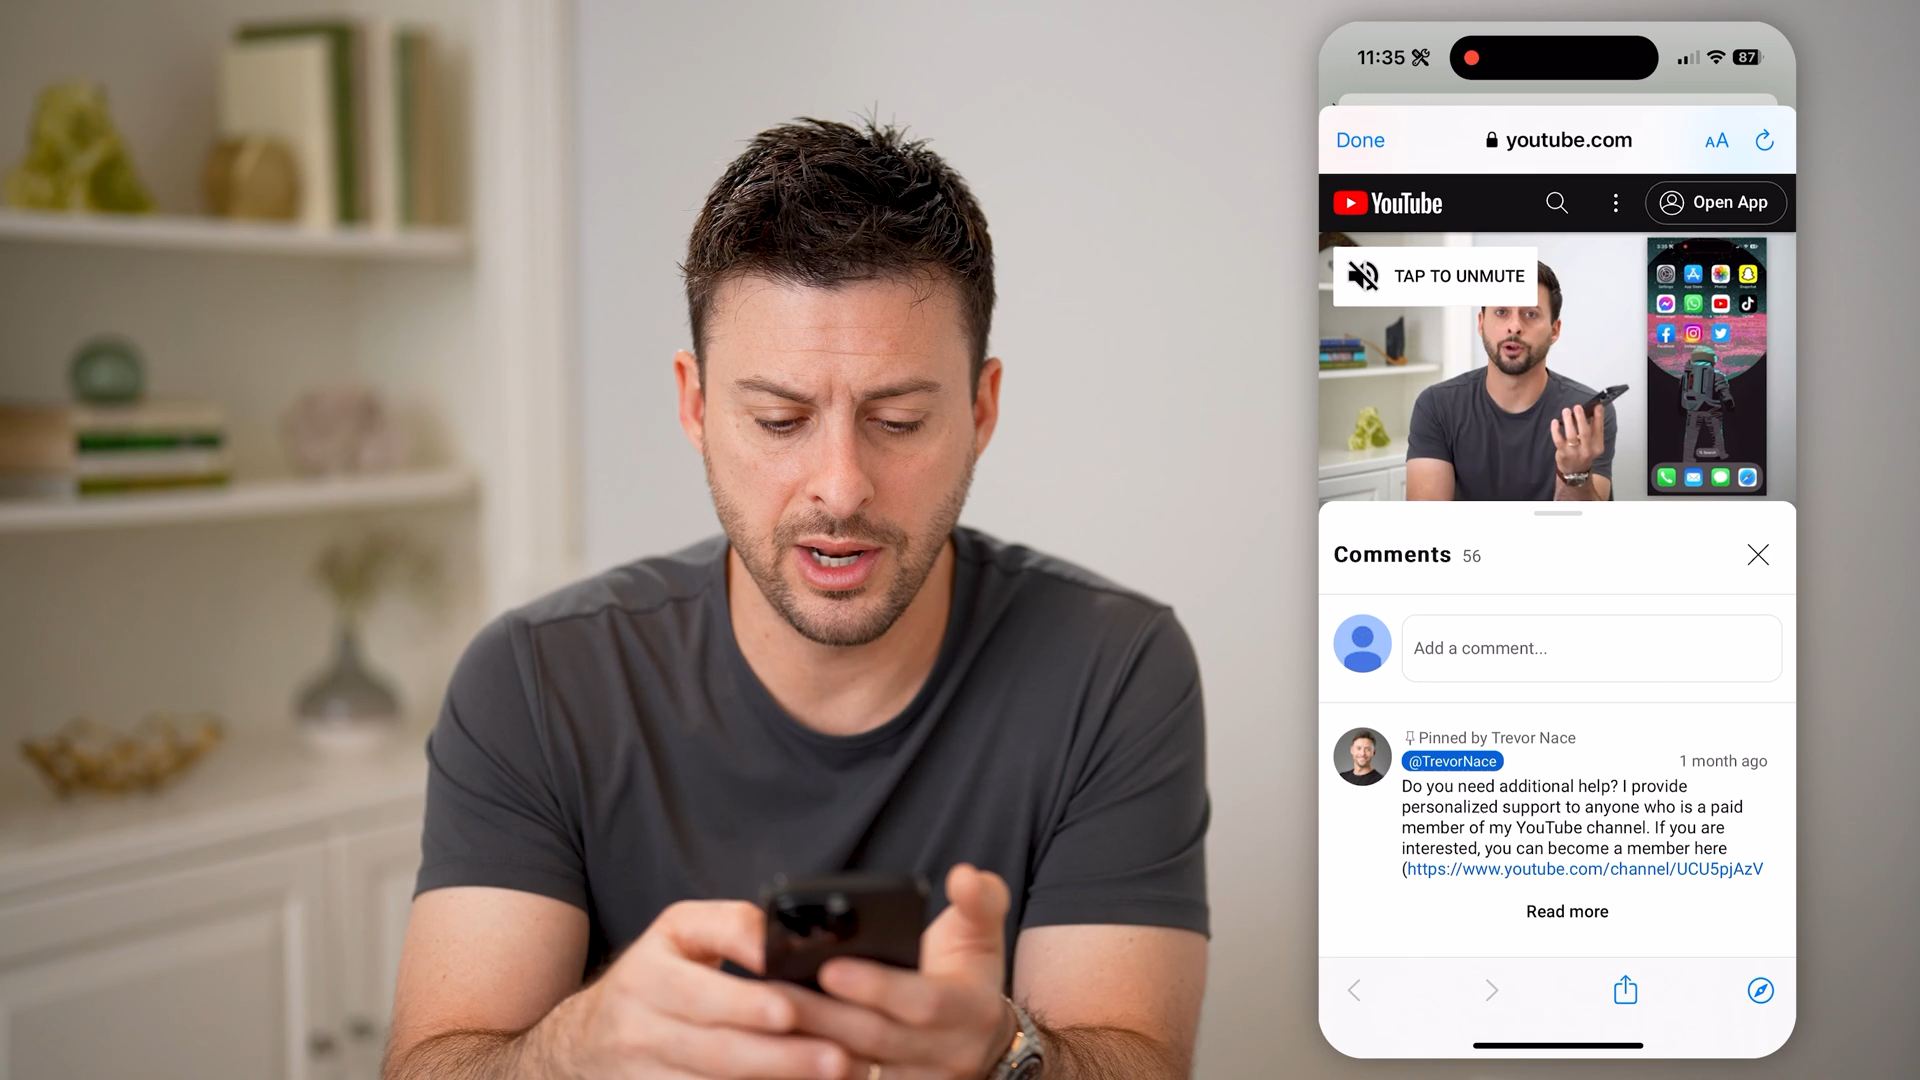 11:35
87
Done
youtube.com
AA
YouTube
Open App
TAP TO UNMUTE
Comments 56
Add a comment...
Pinned by Trevor Nace
@TrevorNace
1 month ago
Do you need additional help? I provide
personalized support to anyone who is a paid
member of my YouTube channel. If you are
interested, you can become a member here
(https://www.youtube.com/channel/UCU5pjAzV
Read more